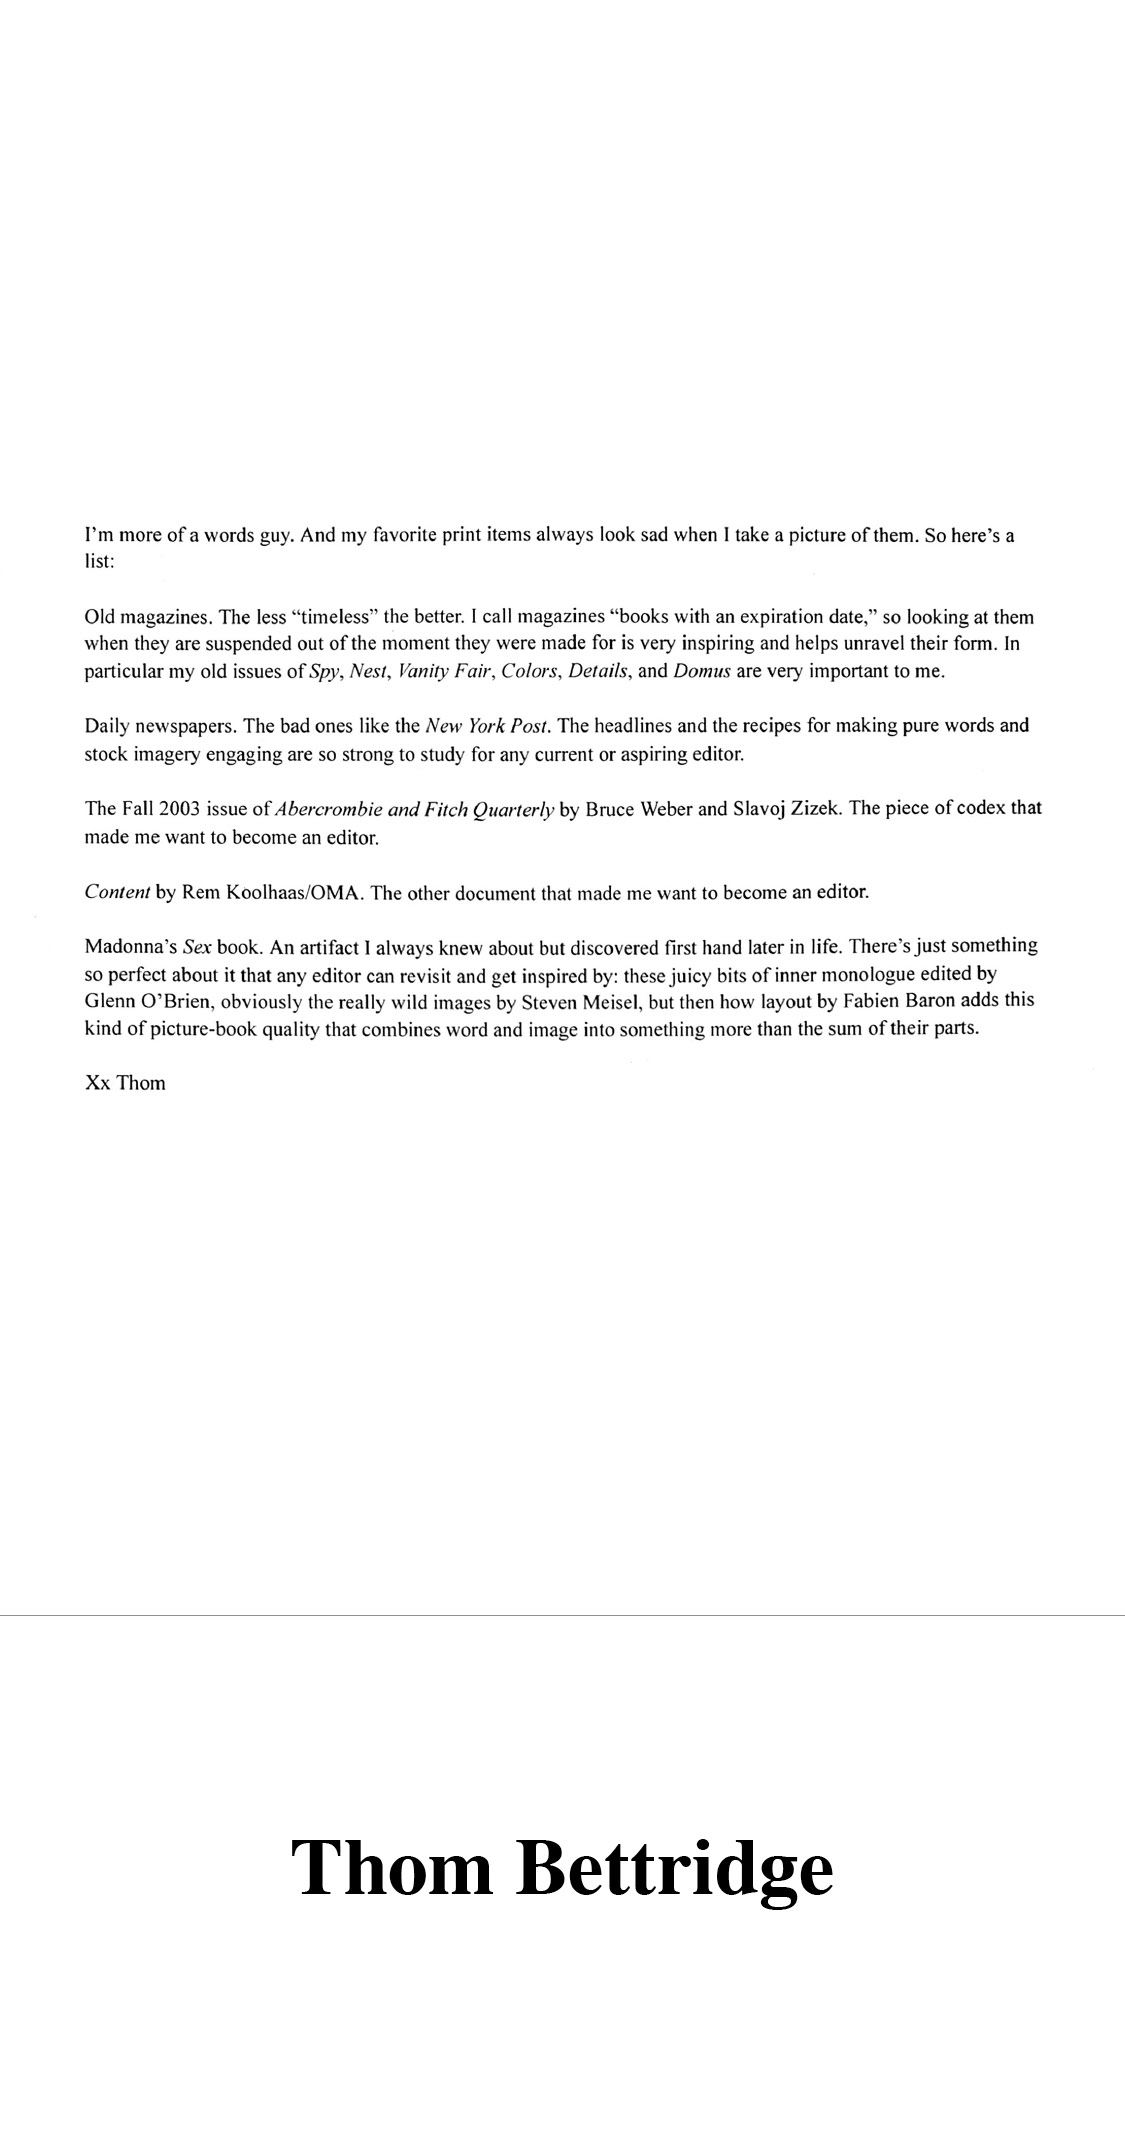 I'm more of a words guy. And my favorite print items always look sad when I take a picture of them. So here's a
list:
Old magazines. The less “timeless” the better. I call magazines “books with an expiration date,” so looking at them
when they are suspended out of the moment they were made for is very inspiring and helps unravel their form. In
particular my old issues of Spy, Nest, Vanity Fair, Colors, Details, and Domus are very important to me.
Daily newspapers. The bad ones like the New York Post. The headlines and the recipes for making pure words and
stock imagery engaging are so strong to study for any current or aspiring editor.
The Fall 2003 issue of Abercrombie and Fitch Quarterly by Bruce Weber and Slavoj Zizek. The piece of codex that
made me want to become an editor.
Content by Rem Koolhaas/OMA. The other document that made me want to become an editor.
Madonna’s Sex book. An artifact I always knew about but discovered first hand later in life. There’s just something
so perfect about it that any editor can revisit and get inspired by: these juicy bits of inner monologue edited by
Glenn O’Brien, obviously the really wild images by Steven Meisel, but then how layout by Fabien Baron adds this
kind of picture-book quality that combines word and image into something more than the sum of their parts.
Xx Thom
Thom Bettridge